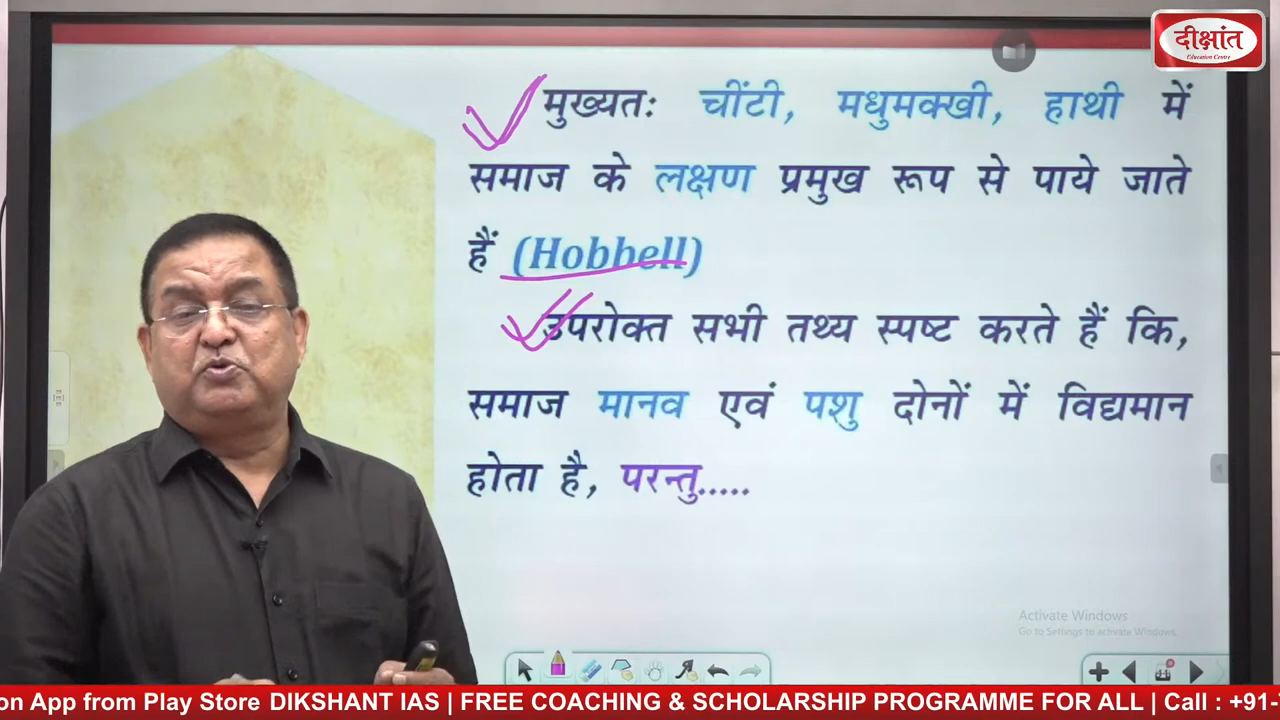 दीक्षांत
Education Centre
मुख्यतः चींटी, मधुमक्खी, हाथी में
समाज के लक्षण प्रमुख रूप से पाये जाते
हैं (Hobbell)
उपरोक्त सभी तथ्य स्पष्ट करते हैं कि,
समाज मानव एवं पशु दोनों में विद्यमान
होता है, परन्तु.....
Activate Windows
Go to Settings to activate Windows.
on App from Play Store DIKSHANT IAS | FREE COACHING & SCHOLARSHIP PROGRAMME FOR ALL | Call : +91-